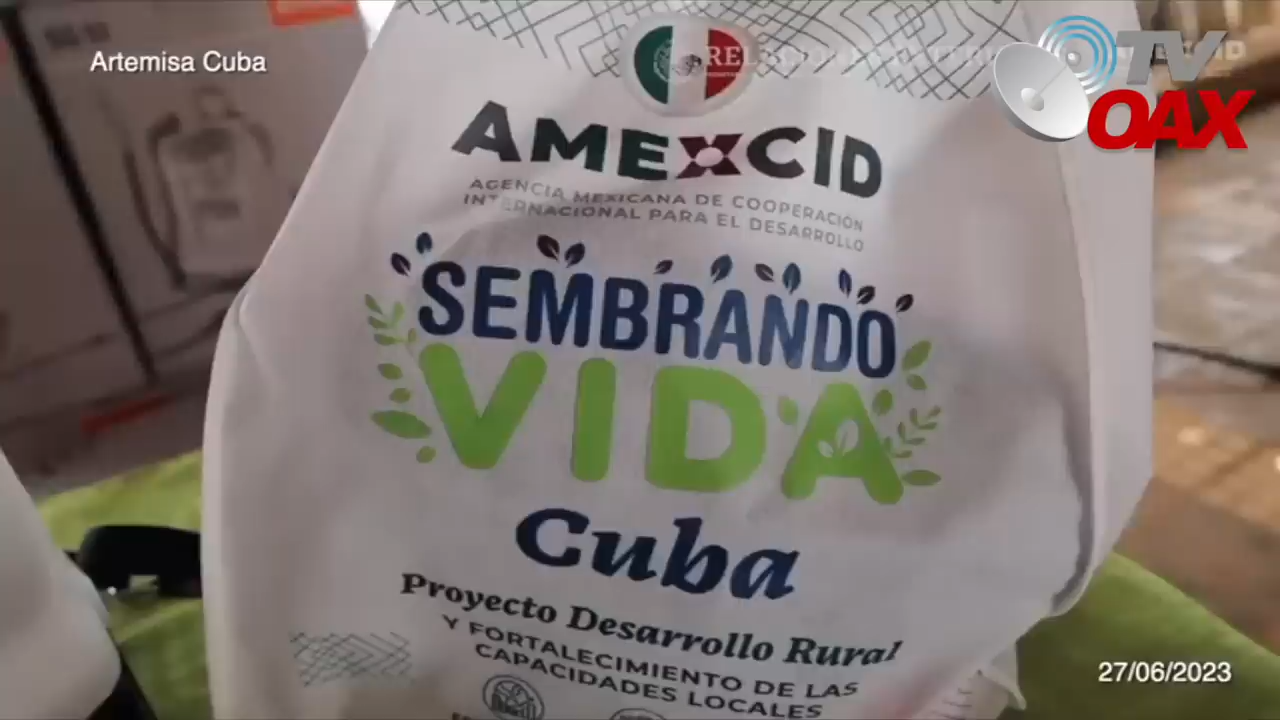 Artemisa Cuba
TV
OAX
AMEXCID
AGENCIA MEXICANA DE COOPERACIÓN
INTERNACIONAL PARA EL DESARROLLO
SEMBRANDO
VIDA
Cuba
Proyecto Desarrollo Rural
Y FORTALECIMIENTO DE LAS
CAPACIDADES LOCALES
27/06/2023